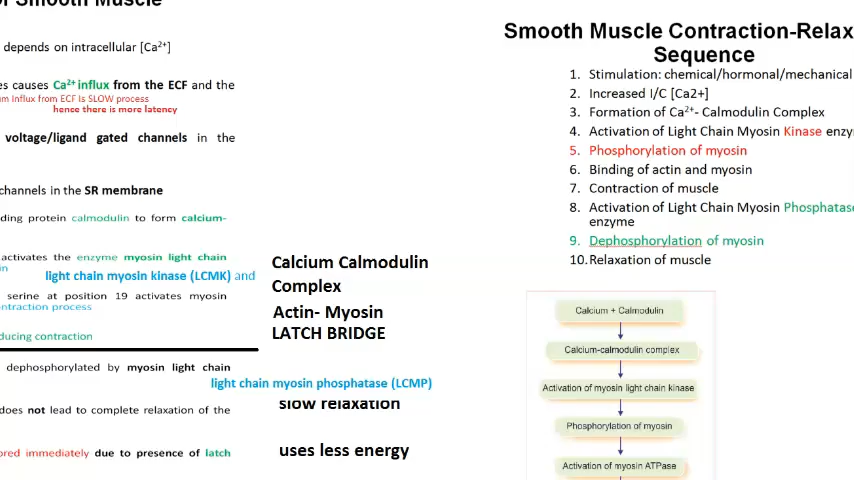 of Smooth Muscle
depends on intracellular [Ca2+]
es causes Ca2+ influx from the ECF and the
um Influx from ECF Is SLOW process
hence there is more latency
voltage/ligand gated channels in the
channels in the SR membrane
ding protein calmodulin to form calcium-
activates the enzyme myosin light chain
in
light chain myosin kinase (LCMK) and
serine at position 19 activates myosin
ntraction process
ducing contraction
dephosphorylated by myosin light chain
light chain myosin phosphatase (LCMP)
does not lead to complete relaxation of the
ored immediately due to presence of latch
Calcium Calmodulin
Complex
Actin- Myosin
LATCH BRIDGE
slow relaxation
uses less energy
Smooth Muscle Contraction-Relax
Sequence
1. Stimulation: chemical/hormonal/mechanical
2. Increased I/C [Ca2+]
3. Formation of Ca2+- Calmodulin Complex
4. Activation of Light Chain Myosin Kinase enzy
5. Phosphorylation of myosin
6. Binding of actin and myosin
7. Contraction of muscle
8. Activation of Light Chain Myosin Phosphatase
enzyme
9. Dephosphorylation of myosin
10. Relaxation of muscle
Calcium + Calmodulin
Calcium-calmodulin complex
Activation of myosin light chain kinase
Phosphorylation of myosin
Activation of myosin ATPase